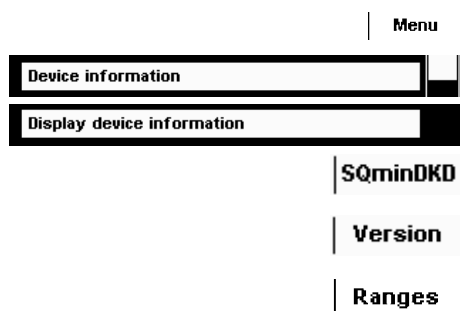 Menu
Device information
Display device information
SQminDKD
Version
Ranges